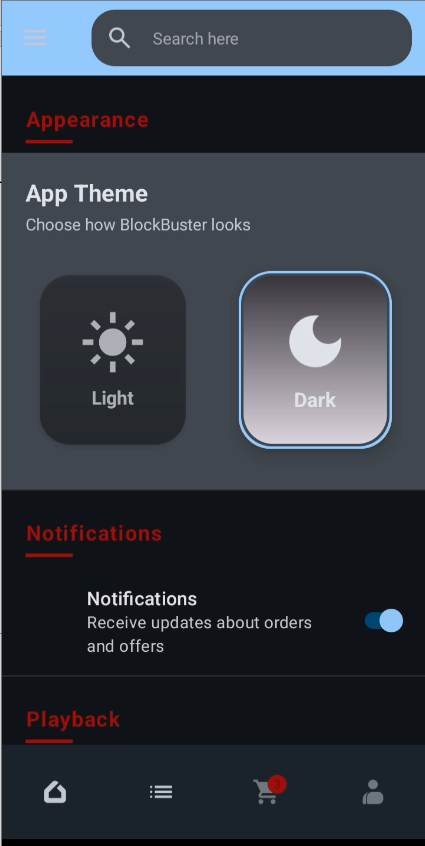 Search here
Appearance
App Theme
Choose how BlockBuster looks
Light
Dark
Notifications
Notifications
Receive updates about orders
and offers
Playback
3